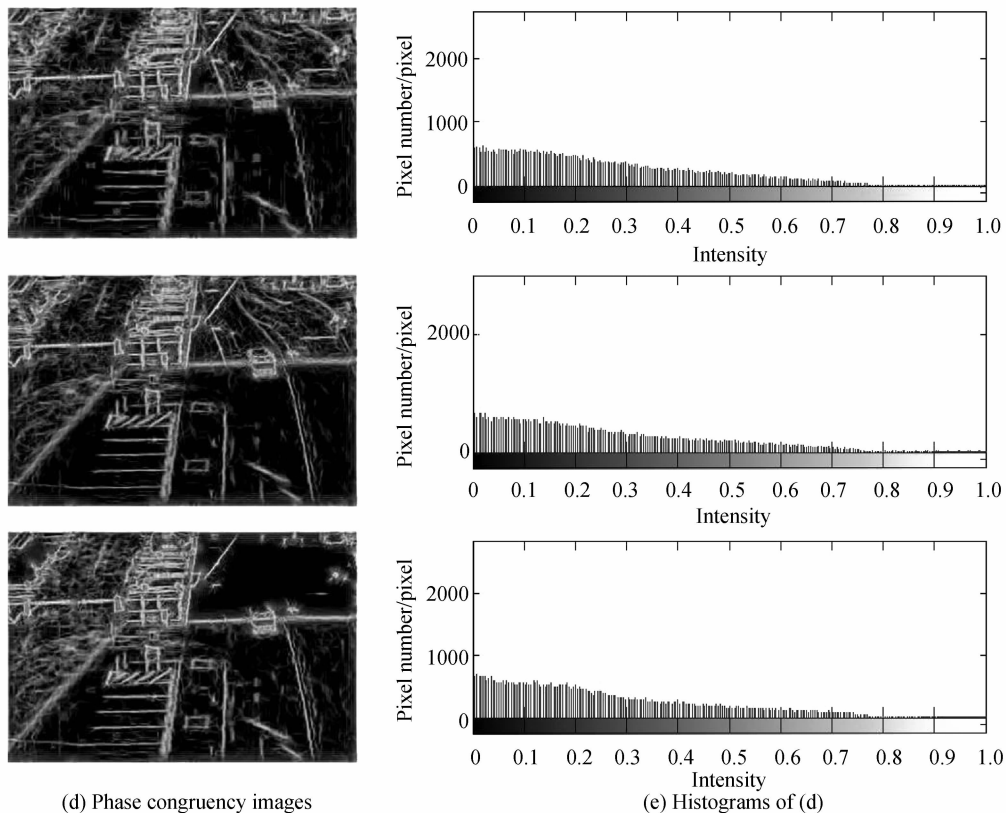 Pixel number/pixel
2000
1000
0
0 0.1 0.2 0.3 0.4 0.5 0.6 0.7 0.8 0.9 1.0
Intensity
Pixel number/pixel
2000
0
0 0.1 0.2 0.3 0.4 0.5 0.6 0.7 0.8 0.9 1.0
Intensity
Pixel number/pixel
2000
1000
0
0 0.1 0.2 0.3 0.4 0.5 0.6 0.7 0.8 0.9 1.0
Intensity
(d) Phase congruency images
(e) Histograms of (d)